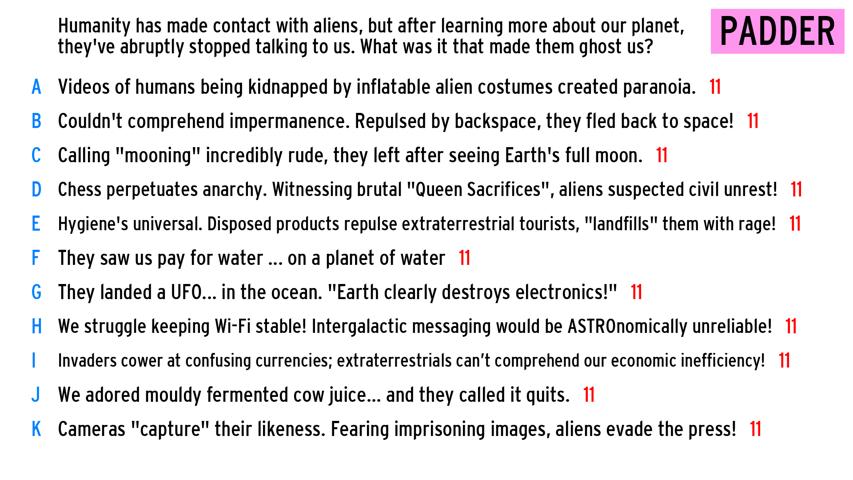 Humanity has made contact with aliens, but after learning more about our planet,
they've abruptly stopped talking to us. What was it that made them ghost us?
PADDER
A Videos of humans being kidnapped by inflatable alien costumes created paranoia. 11
B Couldn't comprehend impermanence. Repulsed by backspace, they fled back to space! 11
C Calling "mooning" incredibly rude, they left after seeing Earth's full moon. 11
D Chess perpetuates anarchy. Witnessing brutal "Queen Sacrifices", aliens suspected civil unrest! 11
E Hygiene's universal. Disposed products repulse extraterrestrial tourists, "landfills" them with rage! 11
F They saw us pay for water ... on a planet of water 11
G They landed a UFO... in the ocean. "Earth clearly destroys electronics!" 11
H We struggle keeping Wi-Fi stable! Intergalactic messaging would be ASTROnomically unreliable! 11
I Invaders cower at confusing currencies; extraterrestrials can’t comprehend our economic inefficiency! 11
J We adored mouldy fermented cow juice... and they called it quits. 11
K Cameras "capture" their likeness. Fearing imprisoning images, aliens evade the press! 11